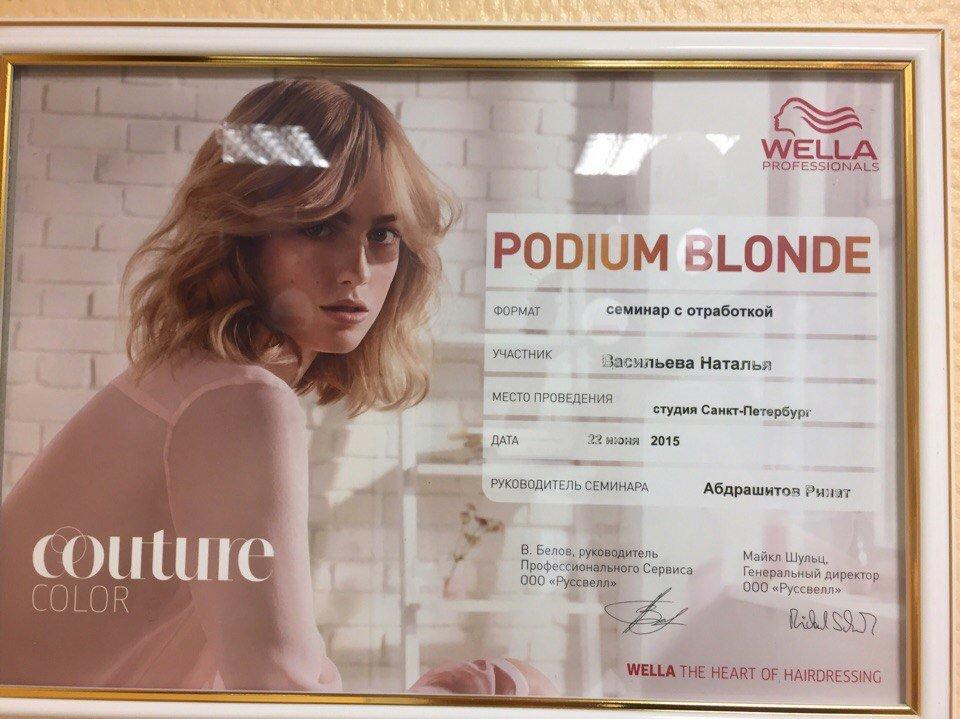 WELLA
PROFESSIONALS
PODIUM BLONDE
ФОРМАТ семинар с отработкой
УЧАСТНИК Васильева Наталья
МЕСТО ПРОВЕДЕНИЯ студия Санкт-Петербург
ДАТА 22 июня 2015
РУКОВОДИТЕЛЬ СЕМИНАРА Абдрашитов Ринат
couture
COLOR
В. Белов, руководитель
Профессионального Сервиса
ООО «Руссвелл»
Майкл Шульц,
Генеральный директор
ООО «Руссвелл»
WELLA THE HEART OF HAIRDRESSING